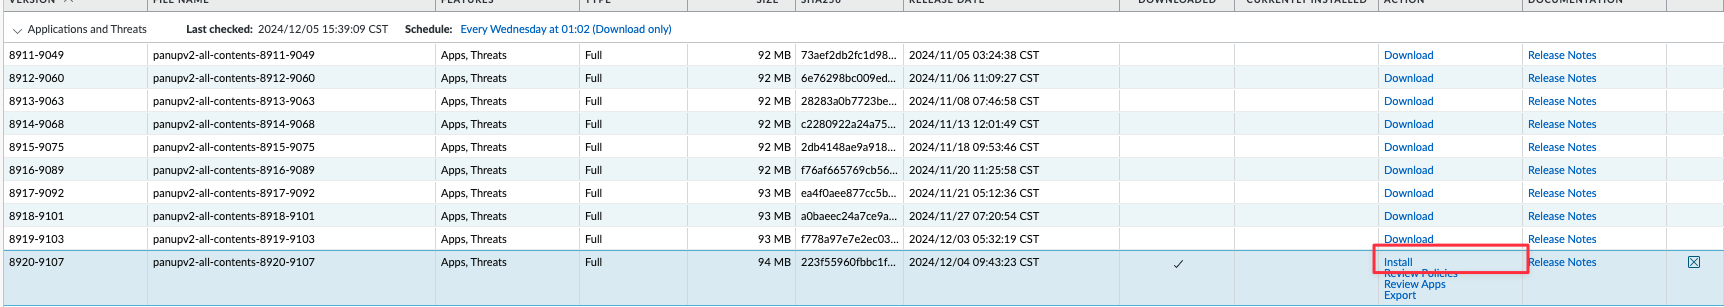 VERSION FILE NAME FEATURES TYPE SIZE SHA256 RELEASE DATE DOWNLOADED CURRENTLY INSTALLED ACTION DOCUMENTATION
Applications and Threats Last checked: 2024/12/05 15:39:09 CST Schedule: Every Wednesday at 01:02 (Download only)
8911-9049 panupv2-all-contents-8911-9049 Apps, Threats Full 92 MB 73aef2db2fc1d98... 2024/11/05 03:24:38 CST Download Release Notes
8912-9060 panupv2-all-contents-8912-9060 Apps, Threats Full 92 MB 6e76298bc009ed... 2024/11/06 11:09:27 CST Download Release Notes
8913-9063 panupv2-all-contents-8913-9063 Apps, Threats Full 92 MB 28283a0b7723be... 2024/11/08 07:46:58 CST Download Release Notes
8914-9068 panupv2-all-contents-8914-9068 Apps, Threats Full 92 MB c2280922a24a75... 2024/11/13 12:01:49 CST Download Release Notes
8915-9075 panupv2-all-contents-8915-9075 Apps, Threats Full 92 MB 2db4148ae9a918... 2024/11/18 09:53:46 CST Download Release Notes
8916-9089 panupv2-all-contents-8916-9089 Apps, Threats Full 92 MB f76af665769cb56... 2024/11/20 11:25:58 CST Download Release Notes
8917-9092 panupv2-all-contents-8917-9092 Apps, Threats Full 93 MB ea4f0aee877cc5b... 2024/11/21 05:12:36 CST Download Release Notes
8918-9101 panupv2-all-contents-8918-9101 Apps, Threats Full 93 MB a0baeec24a7ce9a... 2024/11/27 07:20:54 CST Download Release Notes
8919-9103 panupv2-all-contents-8919-9103 Apps, Threats Full 93 MB f778a97e7e2ec03... 2024/12/03 05:32:19 CST Download Release Notes
8920-9107 panupv2-all-contents-8920-9107 Apps, Threats Full 94 MB 223f55960fbbc1f... 2024/12/04 09:43:23 CST Install Release Notes
Review Policies
Review Apps
Export